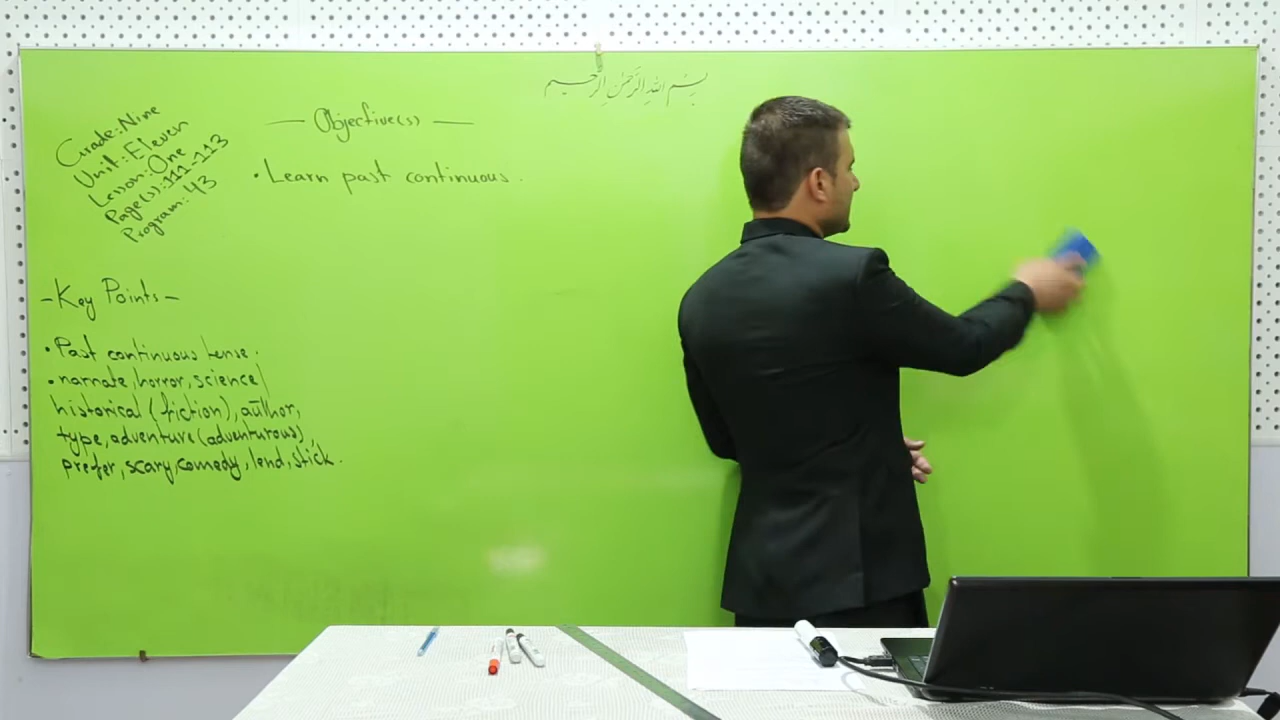 بسم الله الرحمن الرحیم
Grade: Nine
Unit: Eleven
Lesson: One
Page(s): 111-113
Program: 43
— Objective(s) —
• Learn past continuous.
- Key Points -
• Past continuous tense.
• narrate, horror, science/
historical (fiction), author,
type, adventure (adventurous),
prefer, scary, comedy, lend, stick.